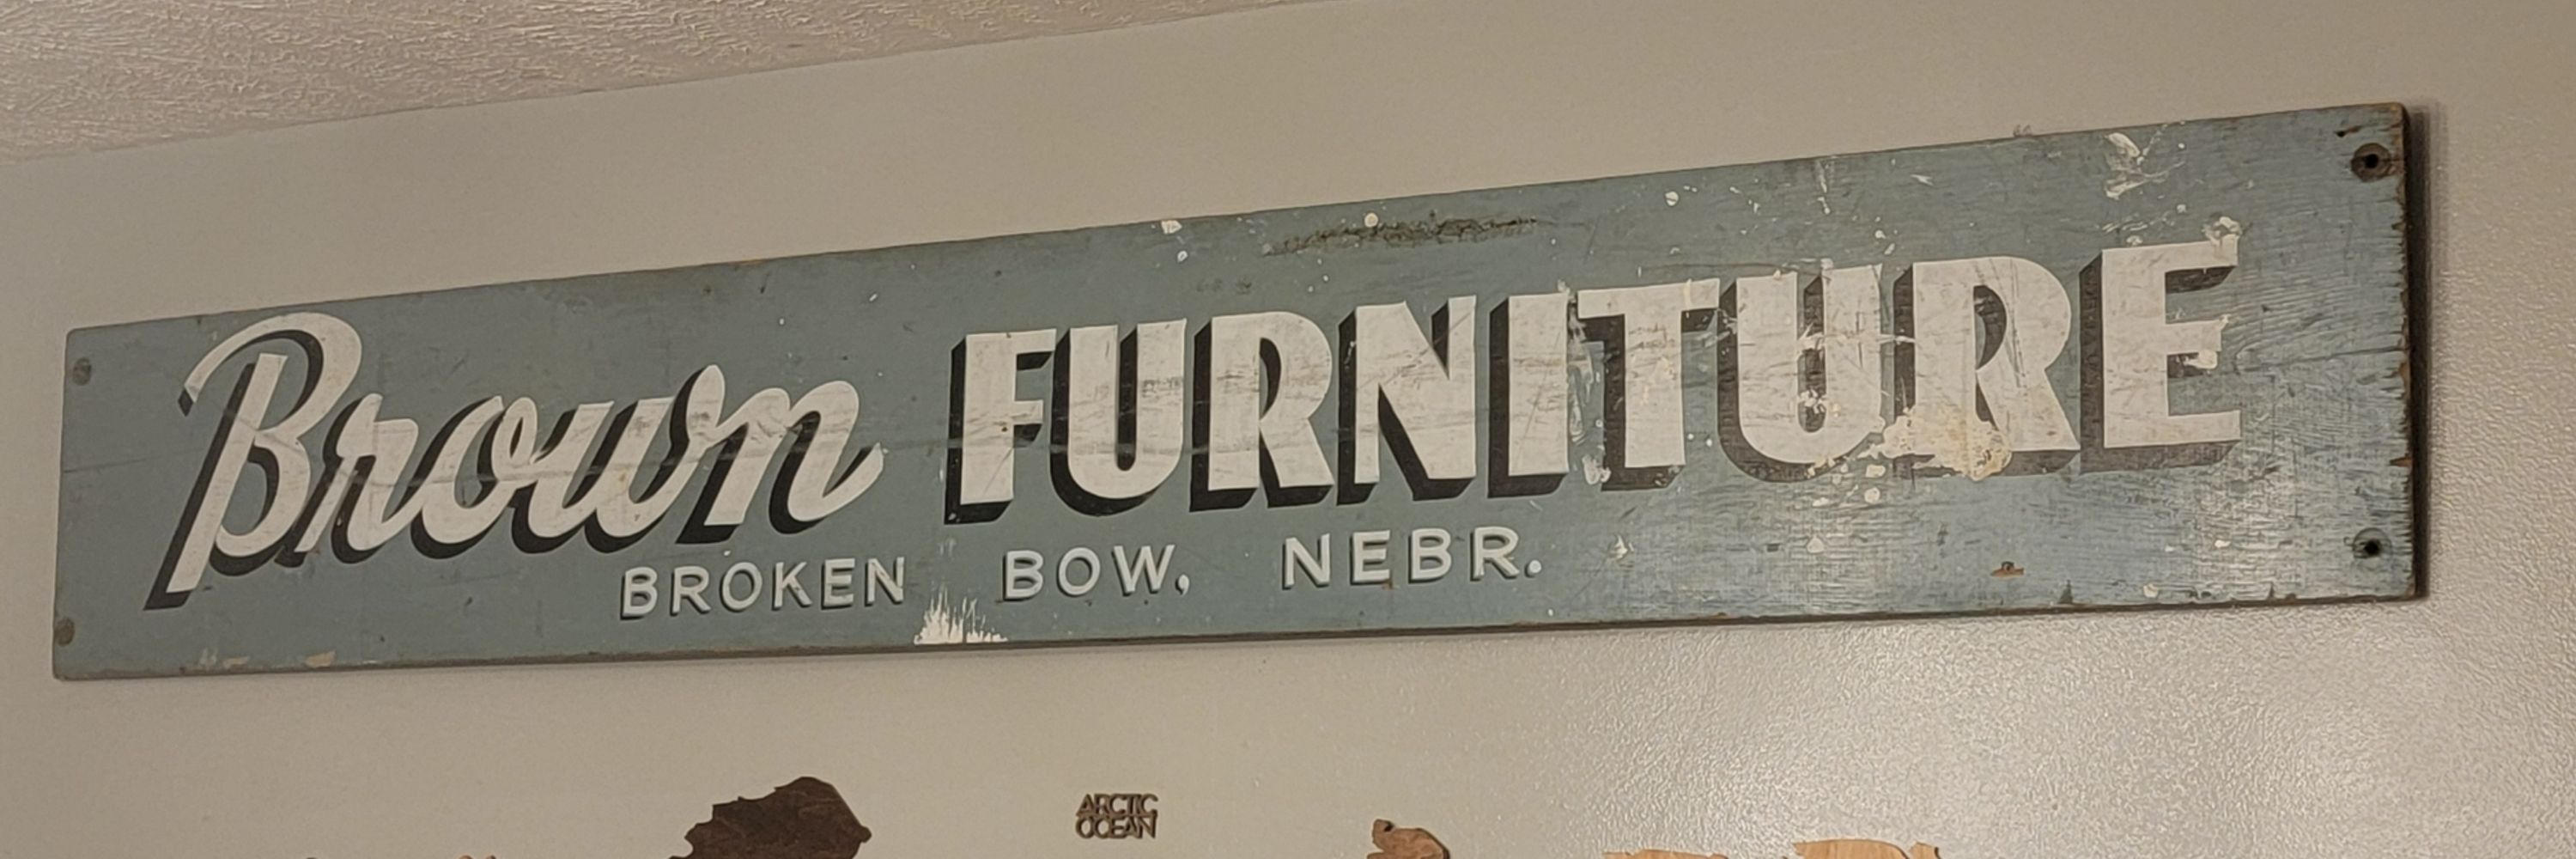 Brown FURNITURE
BROKEN BOW, NEBR.
ARCTIC
OCEAN